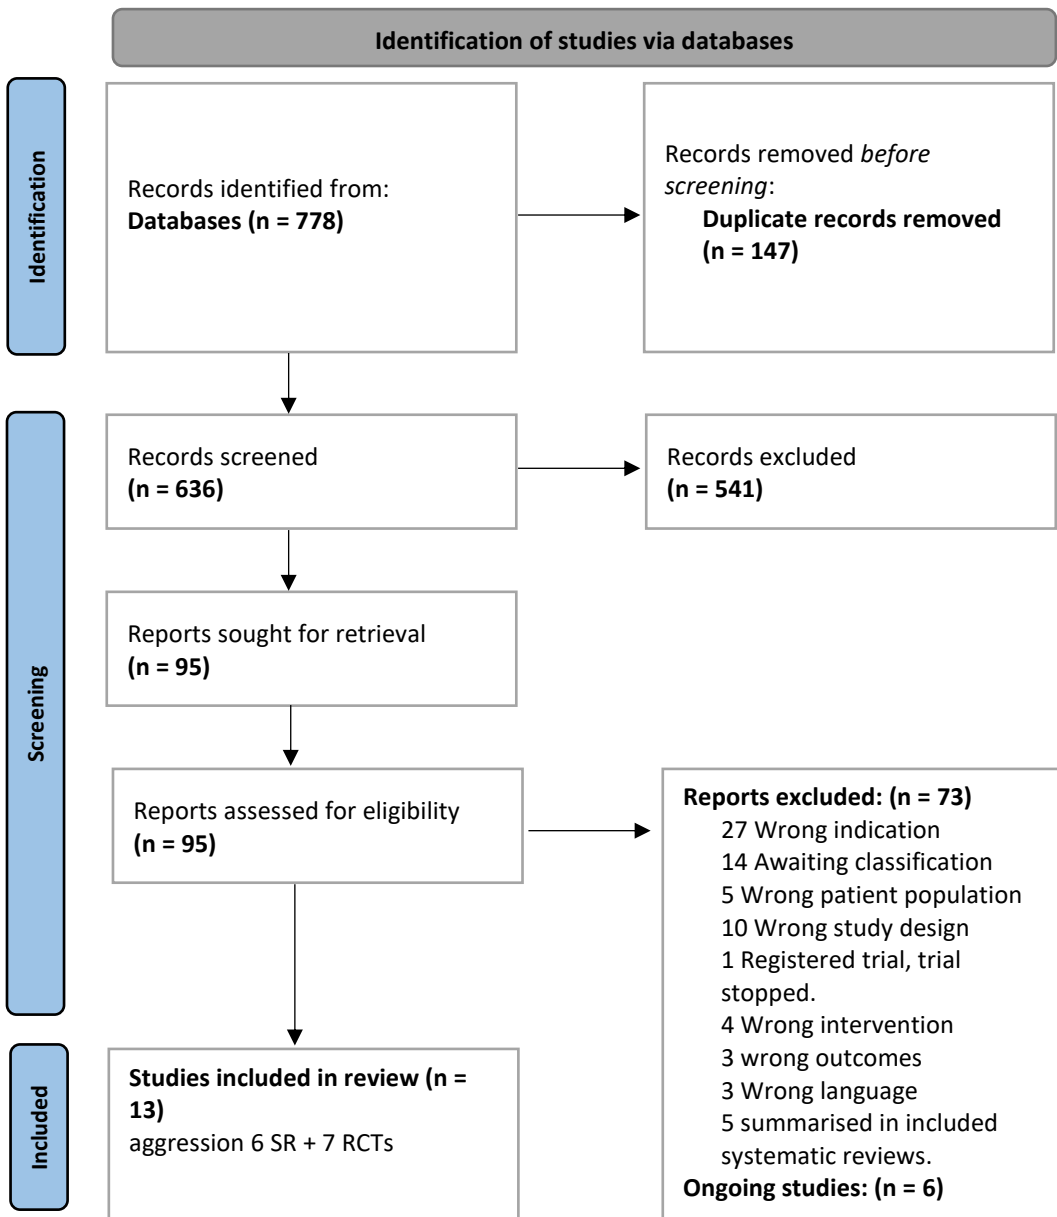 Identification of studies via databases
Identification
Records identified from:
Databases (n = 778)
Records removed before
screening:
Duplicate records removed
(n = 147)
Screening
Records screened
(n = 636)
Records excluded
(n = 541)
Reports sought for retrieval
(n = 95)
Reports assessed for eligibility
(n = 95)
Reports excluded: (n = 73)
27 Wrong indication
14 Awaiting classification
5 Wrong patient population
10 Wrong study design
1 Registered trial, trial
stopped.
4 Wrong intervention
3 wrong outcomes
3 Wrong language
5 summarised in included
systematic reviews.
Ongoing studies: (n = 6)
Included
Studies included in review (n =
13)
aggression 6 SR + 7 RCTs